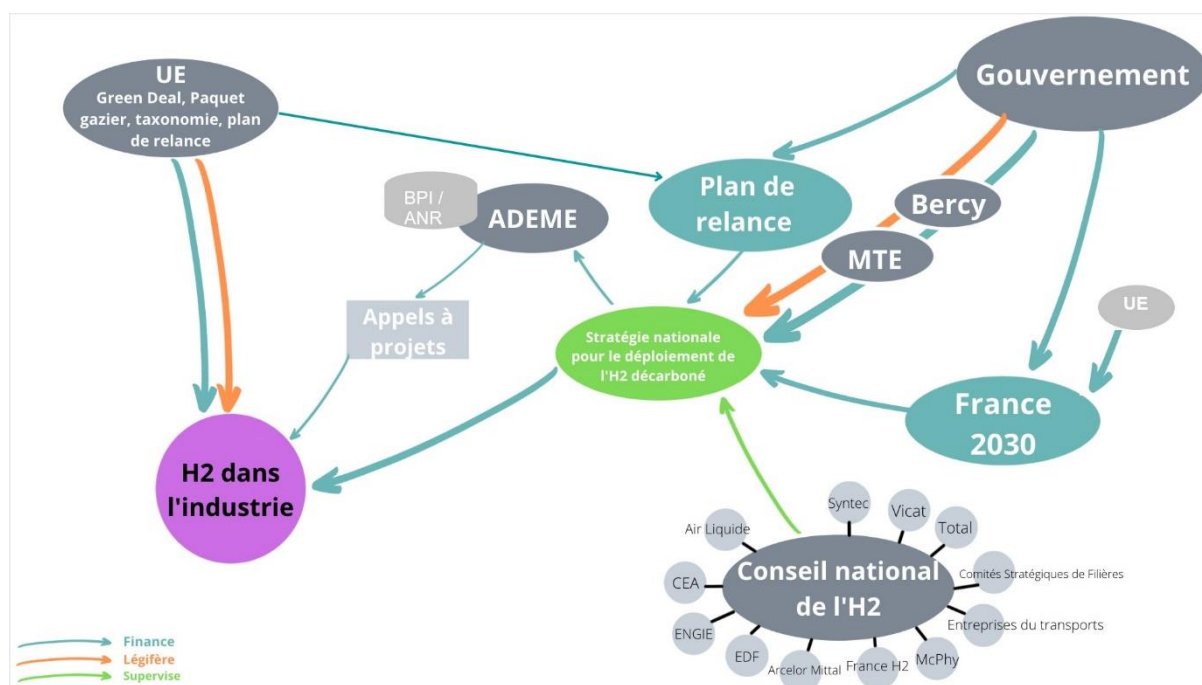 UE
Green Deal, Paquet
gazier, taxonomie, plan
de relance
Gouvernement
BPI /
ANR
ADEME
Plan de
relance
Bercy
MTE
UE
Appels à
projets
Stratégie nationale
pour le déploiement de
l'H2 décarboné
France
2030
H2 dans
l'industrie
Conseil national
de l'H2
Syntec
Vicat
Total
Air Liquide
Comités Stratégiques de Filières
CEA
Entreprises du transports
ENGIE
EDF
Arcelor Mittal
France H2
McPhy
Finance
Légifère
Supervise